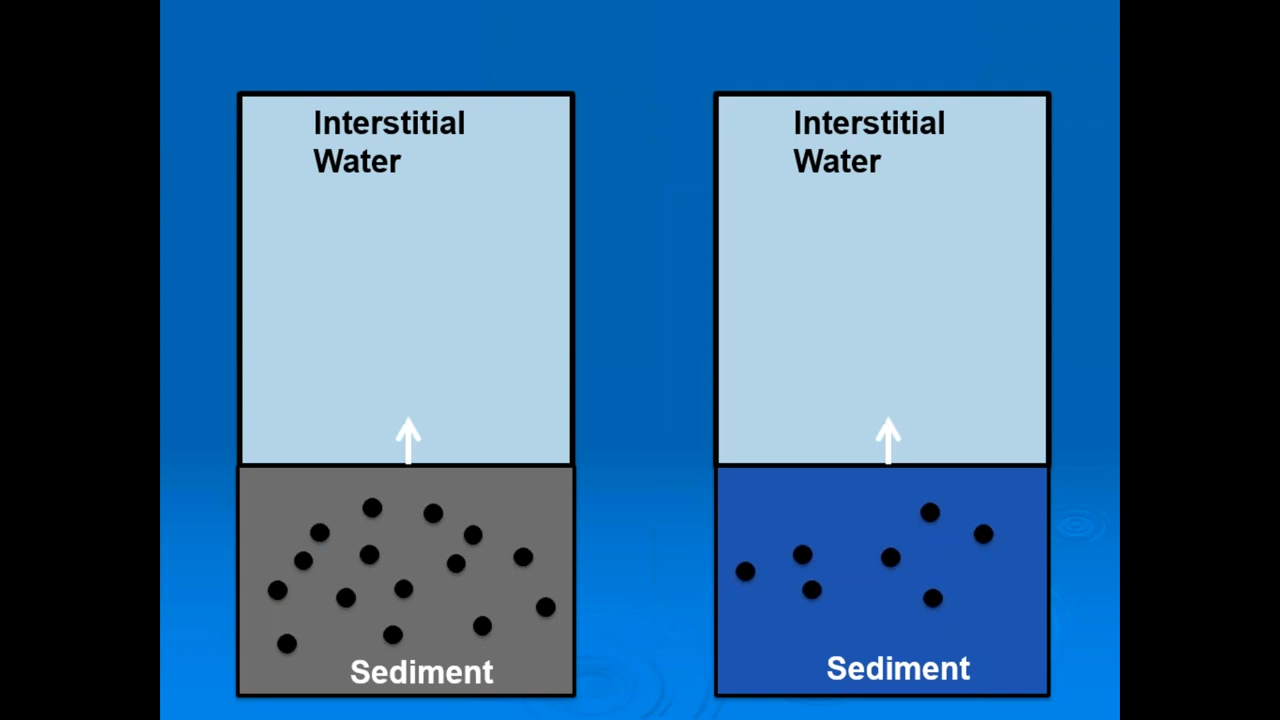 Interstitial
Water
Interstitial
Water
Sediment
Sediment